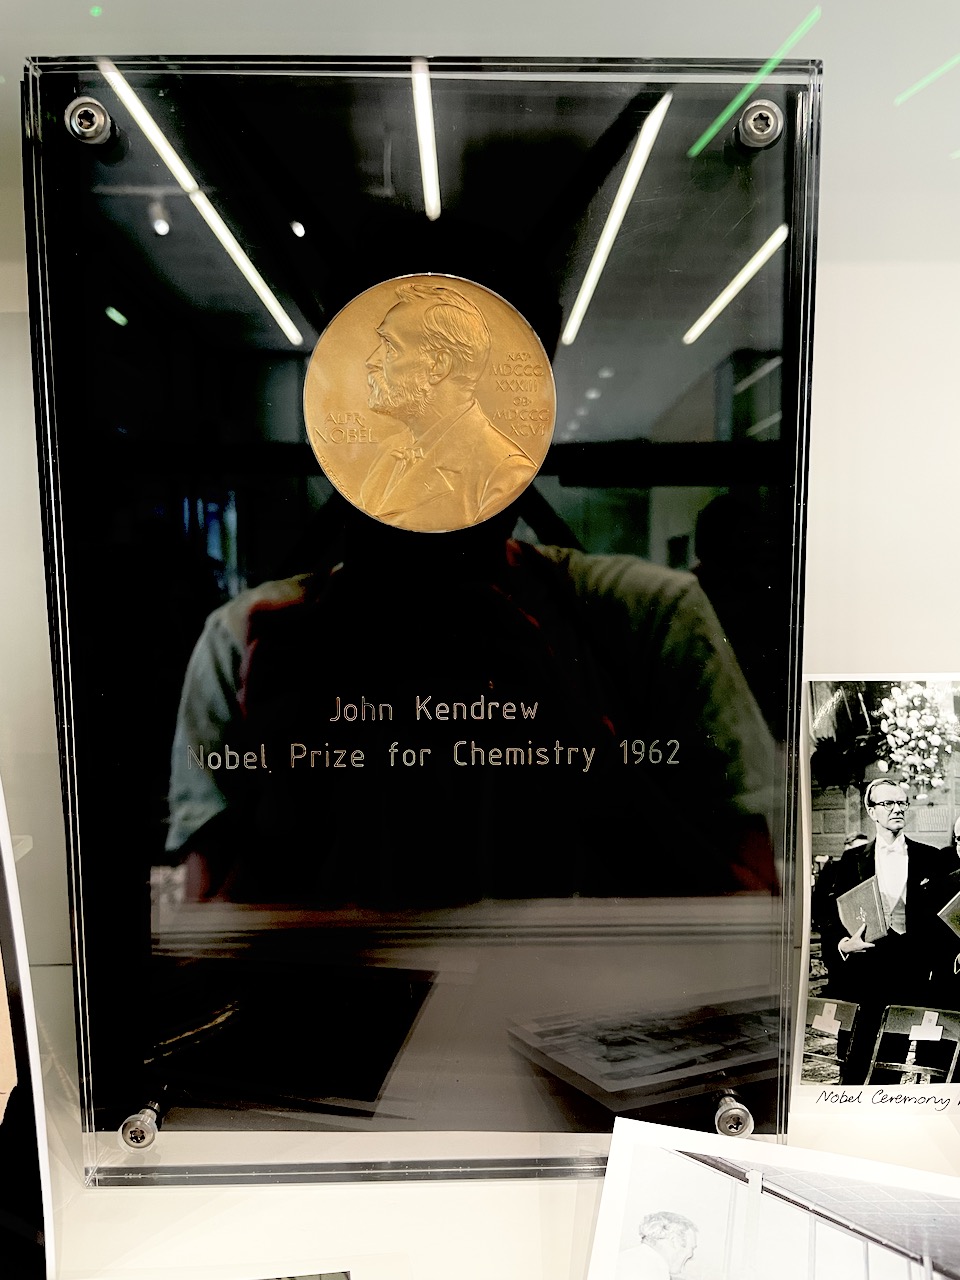 ALFR·
NOBEL
NAT·
MDCCC
XXXIII
OB·
MDCCC
XCVI
John Kendrew
Nobel Prize for Chemistry 1962
Nobel Ceremony